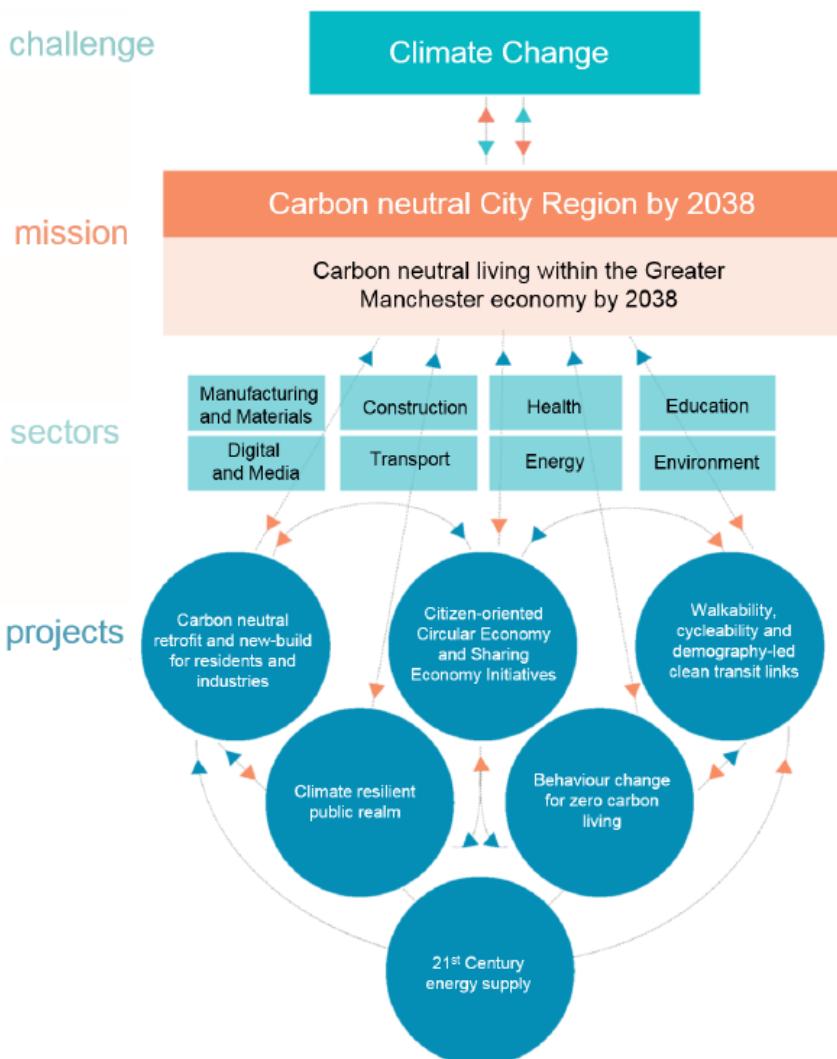 challenge
Climate Change
mission
Carbon neutral City Region by 2038
Carbon neutral living within the Greater
Manchester economy by 2038
sectors
Manufacturing
and Materials
Construction
Health
Education
Digital
and Media
Transport
Energy
Environment
projects
Carbon neutral
retrofit and new-build
for residents and
industries
Citizen-oriented
Circular Economy
and Sharing
Economy Initiatives
Walkability,
cycleability and
demography-led
clean transit links
Climate resilient
public realm
Behaviour change
for zero carbon
living
21st Century
energy supply